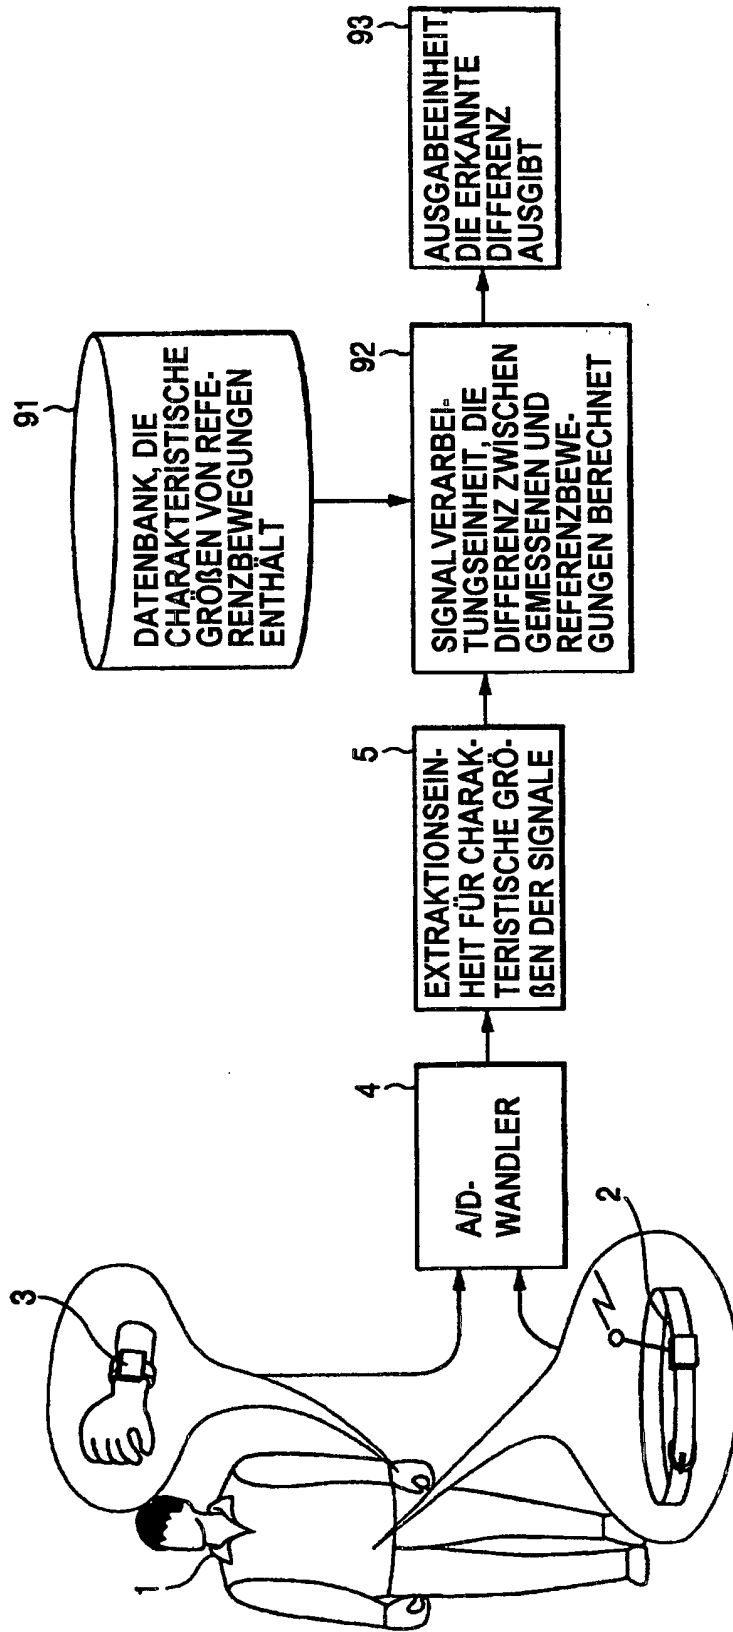 1
3
2
4
A/D-
WANDLER
5
EXTRAKTIONSEIN-
HEIT FÜR CHARAK-
TERISTISCHE GRÖ-
ßEN DER SIGNALE
91
DATENBANK, DIE
CHARAKTERISTISCHE
GRÖßEN VON REFE-
RENZBEWEGUNGEN
ENTHÄLT
92
SIGNALVERARBEI-
TUNGSEINHEIT, DIE
DIFFERENZ ZWISCHEN
GEMESSENEN UND
REFERENZBEWE-
GUNGEN BERECHNET
93
AUSGABEEINHEIT
DIE ERKANNTE
DIFFERENZ
AUSGIBT